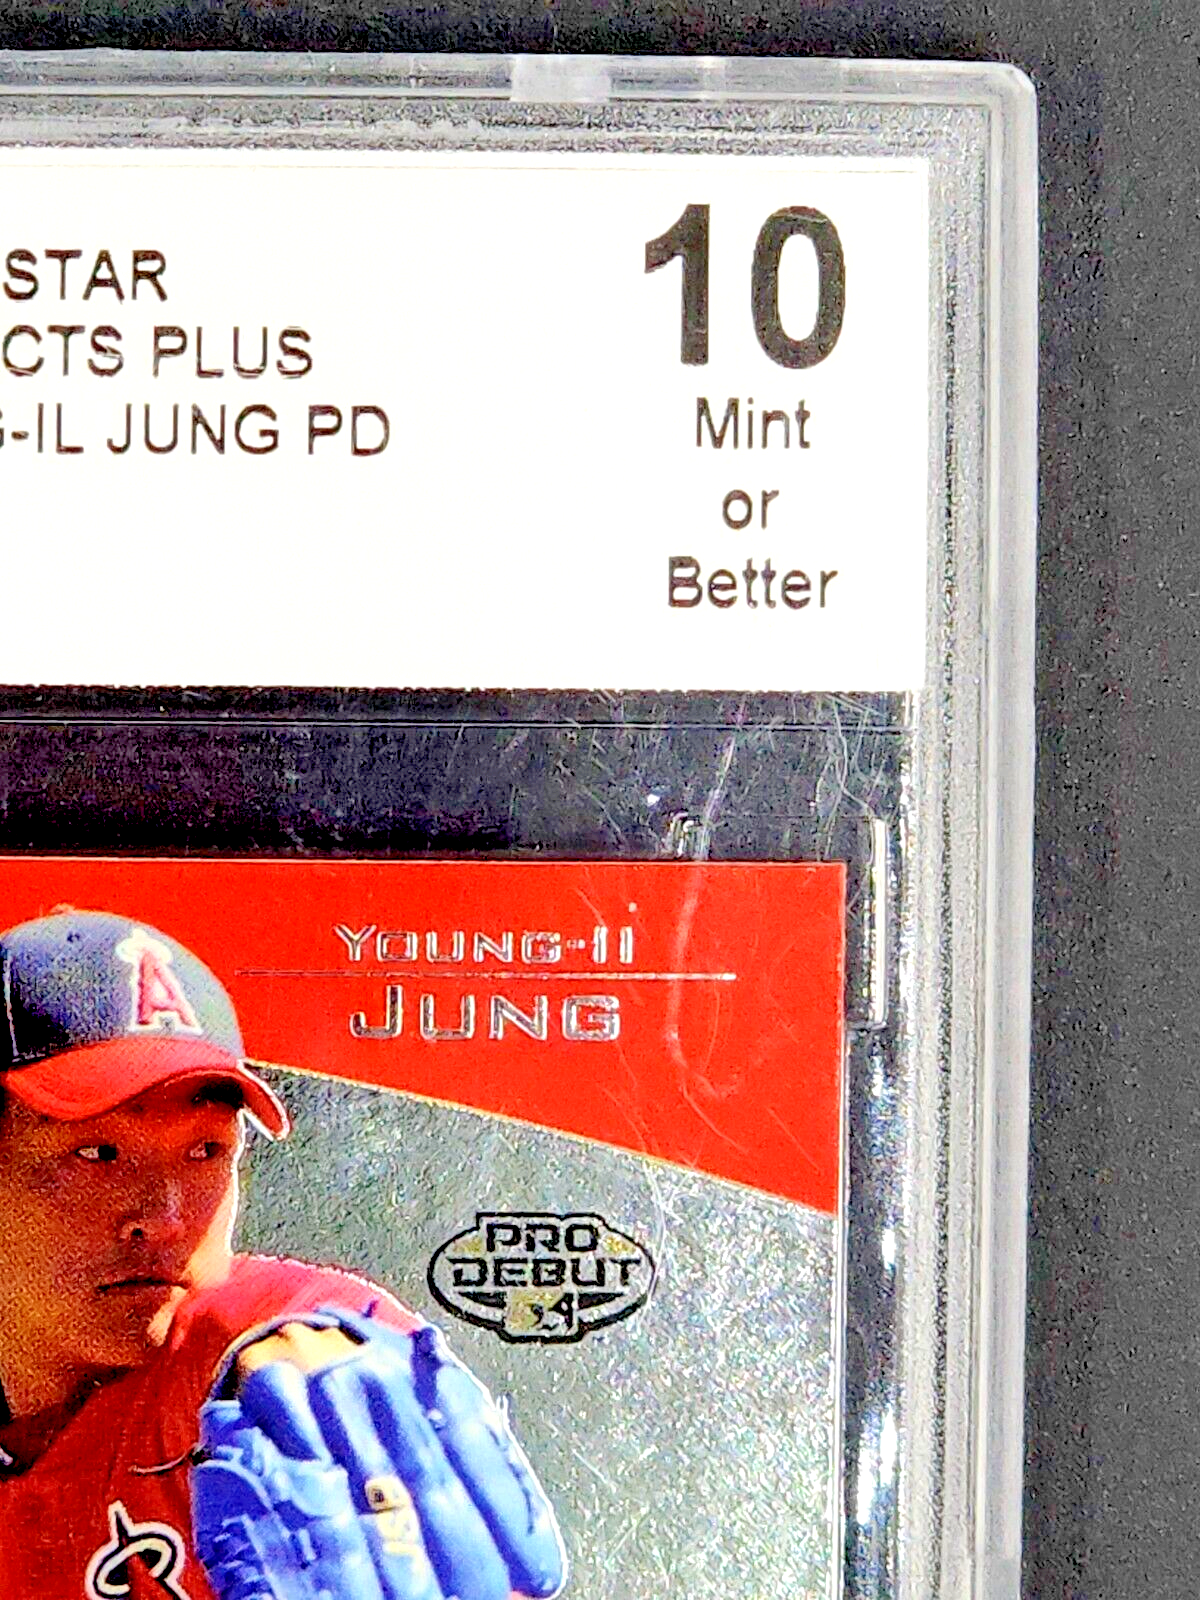 STAR
10
CTS PLUS
G-IL JUNG PD
Mint
or
Better
YOUNG-Il
JUNG
A
PRO
DEBUT